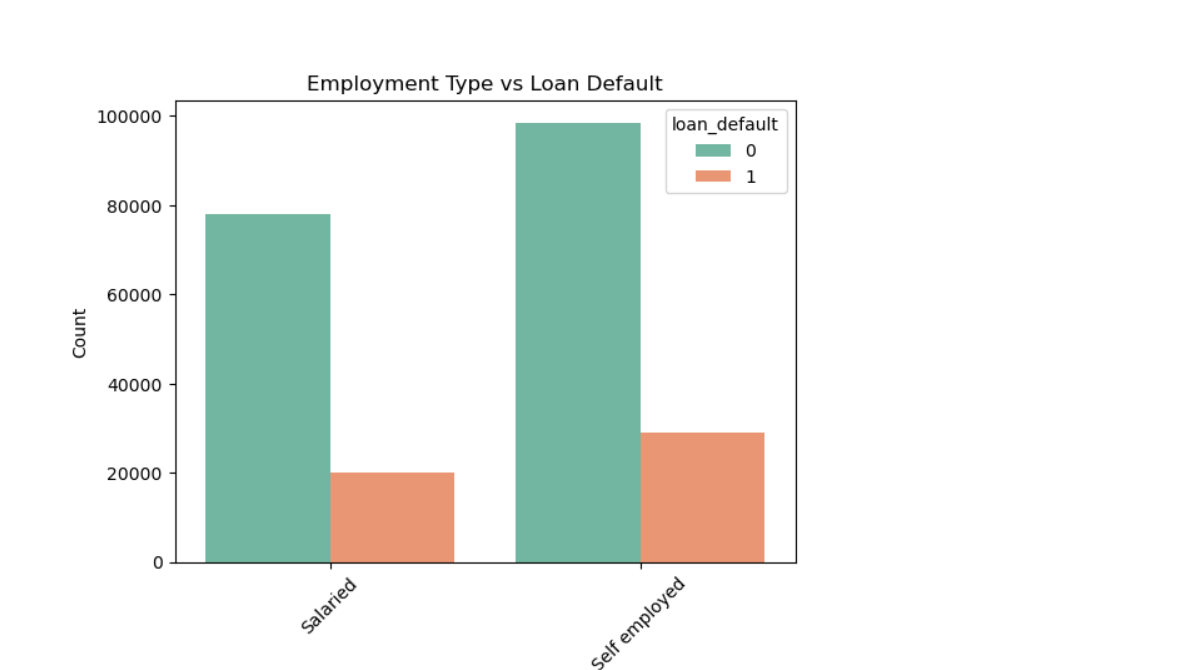 Employment Type vs Loan Default
loan_default
0
1
100000
80000
60000
40000
20000
0
Count
Salaried
Self employed